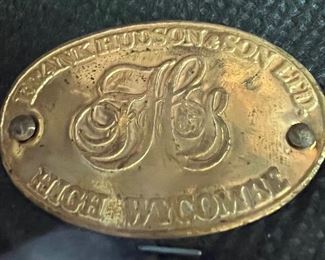 FRANK HUDSON & SON LTD.
H
HIGH WYCOMBE